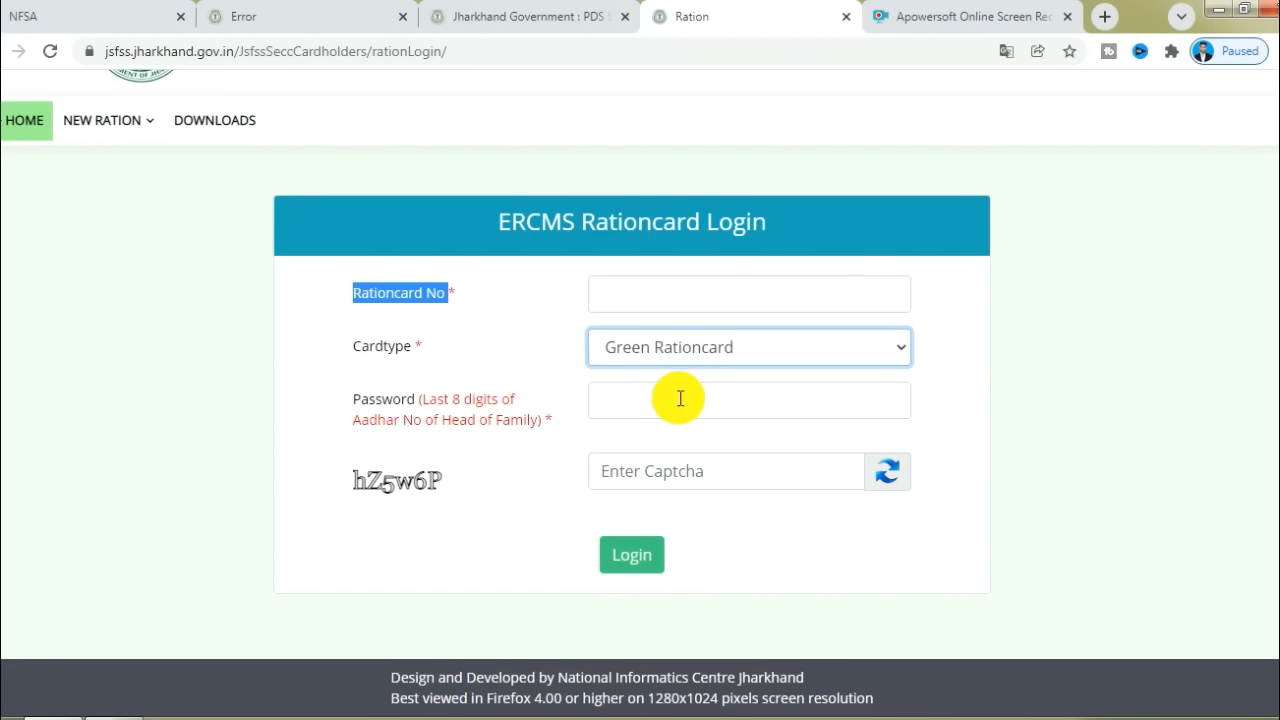 NFSA
Error
Jharkhand Government : PDS
Ration
Apowersoft Online Screen Rec
jsfss.jharkhand.gov.in/JsfssSeccCardholders/rationLogin/
Paused
HOME
NEW RATION
DOWNLOADS
ERCMS Rationcard Login
Rationcard No *
Cardtype *
Green Rationcard
Password (Last 8 digits of
Aadhar No of Head of Family) *
hZ5w6P
Enter Captcha
Login
Design and Developed by National Informatics Centre Jharkhand
Best viewed in Firefox 4.00 or higher on 1280x1024 pixels screen resolution